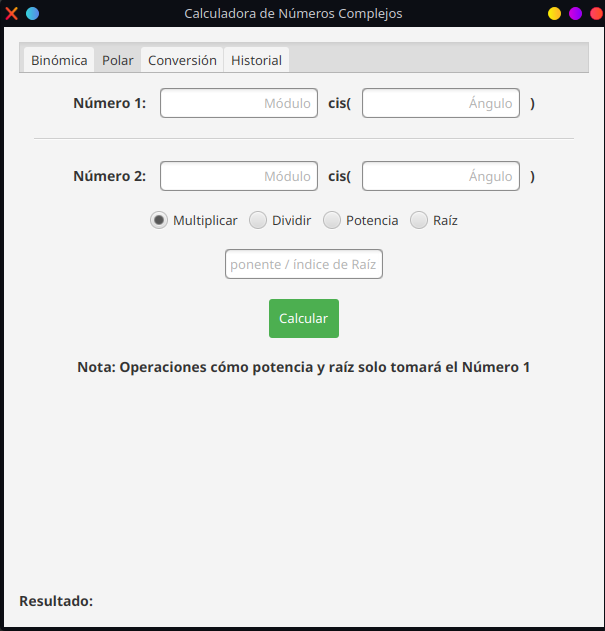 Calculadora de Números Complejos
Binómica Polar Conversión Historial
Número 1: Módulo cis( Ángulo )
Número 2: Módulo cis( Ángulo )
Multiplicar Dividir Potencia Raíz
ponente / índice de Raíz
Calcular
Nota: Operaciones cómo potencia y raíz solo tomará el Número 1
Resultado: